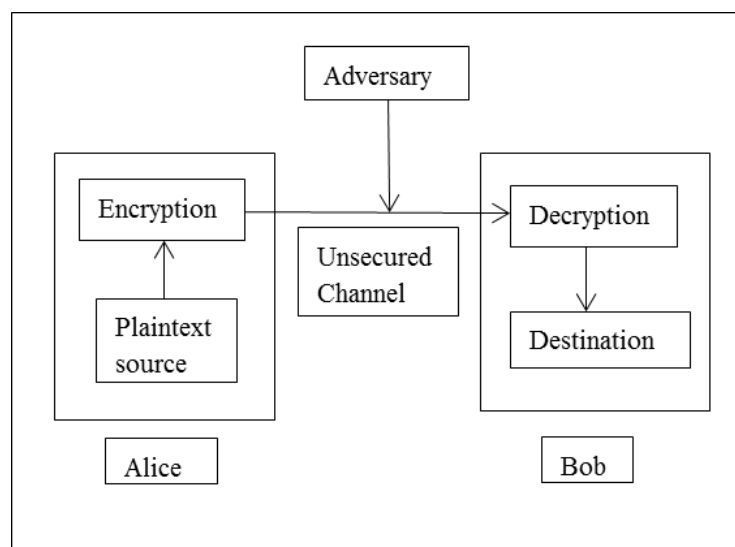 Adversary
Encryption
Decryption
Unsecured
Channel
Plaintext
source
Destination
Alice
Bob